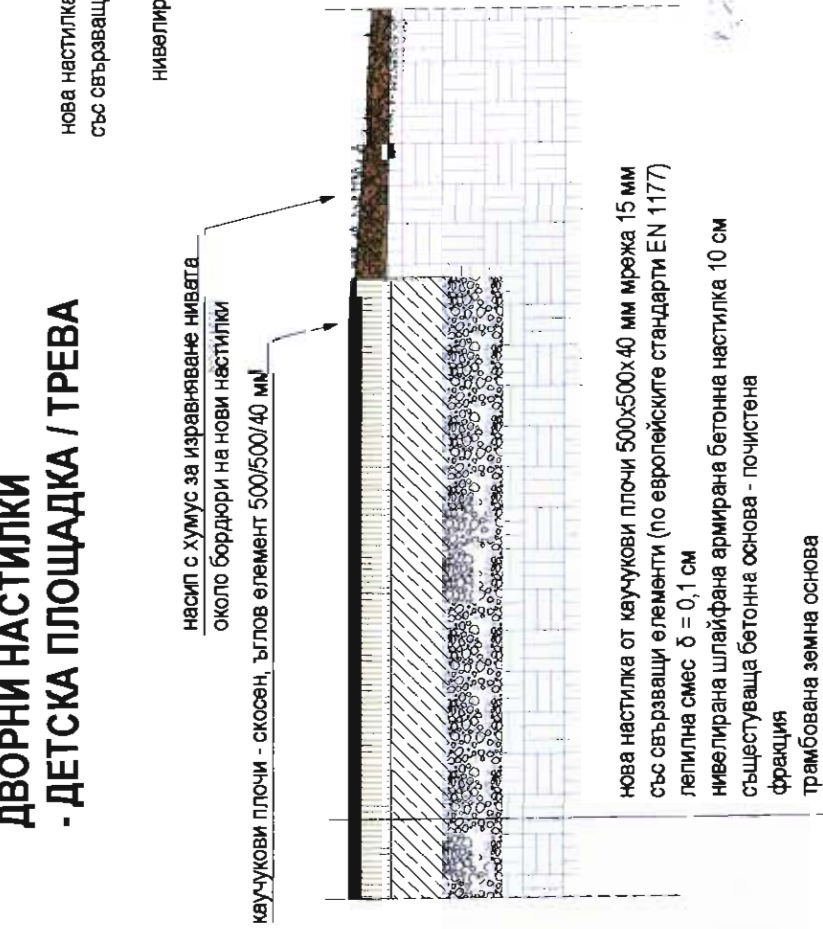 ДВОРНИ НАСТИЛКИ
- ДЕТСКА ПЛОЩАДКА / ТРЕВА
нова настилка
със свързващ
нивелир
насип с хумус за изравняване нивата
около бордюри на нови настилки
каучукови плочи - скосен, ъглов елемент 500/500/40 мм
нова настилка от каучукови плочи 500x500x40 мм мрежа 15 мм
със свързващи елементи (по европейските стандарти EN 1177)
лепилна смес δ = 0,1 см
нивелирана шлайфана армирана бетонна настилка 10 см
същестуваща бетонна основа - почистена
фракция
трамбована земна основа